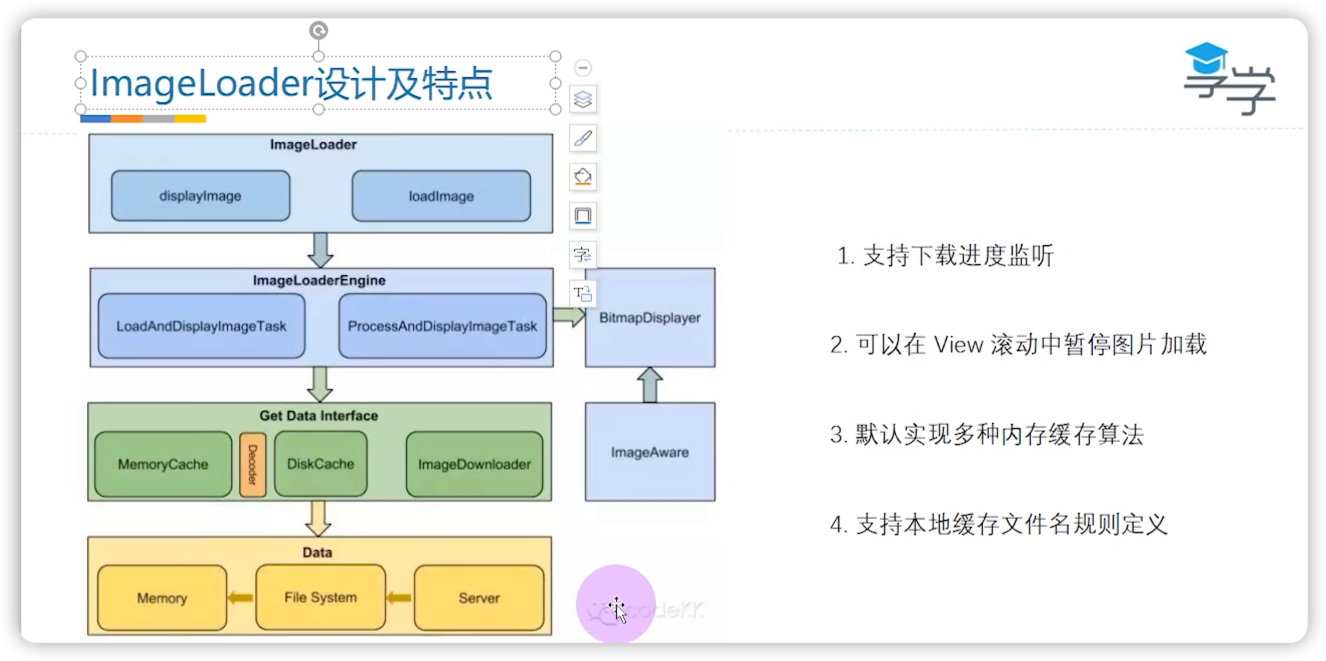 ImageLoader设计及特点
享学
ImageLoader
displayImage
loadImage
ImageLoaderEngine
LoadAndDisplayImageTask
ProcessAndDisplayImageTask
BitmapDisplayer
Get Data Interface
MemoryCache
Decoder
DiskCache
ImageDownloader
ImageAware
Data
Memory
File System
Server
codeKK
1. 支持下载进度监听
2. 可以在 View 滚动中暂停图片加载
3. 默认实现多种内存缓存算法
4. 支持本地缓存文件名规则定义
字
T